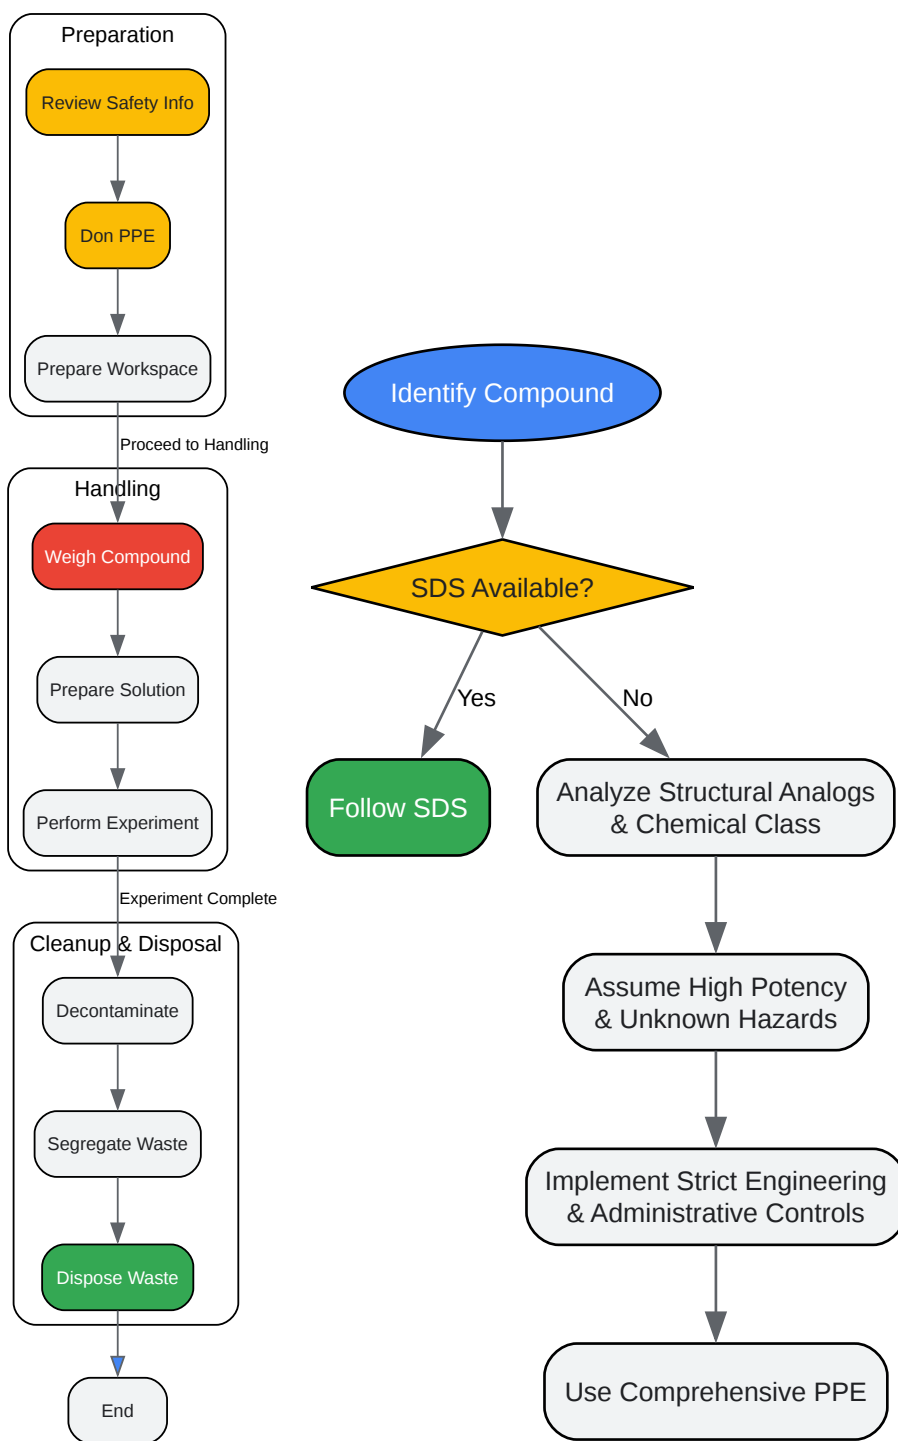 Preparation
Review Safety Info
Don PPE
Prepare Workspace
Proceed to Handling
Handling
Weigh Compound
Prepare Solution
Perform Experiment
Experiment Complete
Cleanup & Disposal
Decontaminate
Segregate Waste
Dispose Waste
End
Identify Compound
SDS Available?
Yes
No
Follow SDS
Analyze Structural Analogs
& Chemical Class
Assume High Potency
& Unknown Hazards
Implement Strict Engineering
& Administrative Controls
Use Comprehensive PPE